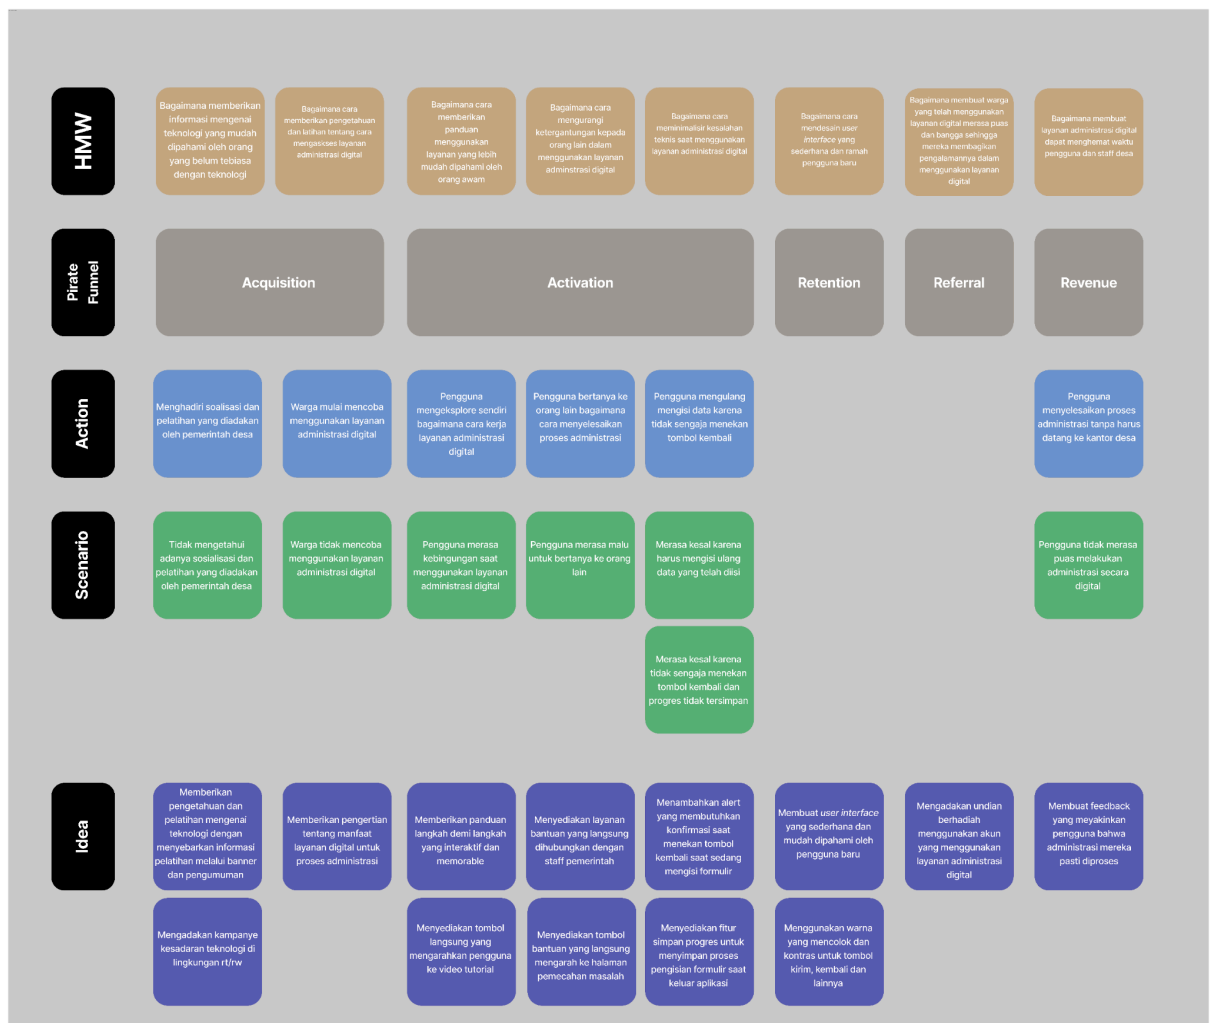 HMW
Bagaimana memberikan
informasi mengenai
teknologi yang mudah
dipahami oleh orang
yang belum tebiasa
dengan teknologi
Bagaimana cara
memberikan pengetahuan
dan latihan tentang cara
mengasikses layanan
administrasi digital
Bagaimana cara
memberikan
panduan
menggunakan
layanan yang lebih
mudah dipahami oleh
orang awam
Bagaimana cara
mengurangi
ketergantungan kepada
orang lain dalam
menggunakan layanan
adminstrasi digital
Bagaimana cara
meminimalisir kesalahan
teknis saat menggunakan
layanan administrasi digital
Bagaimana cara
mendesain user
interface yang
sederhana dan ramah
pengguna baru
Bagaimana membuat warga
yang telah menggunakan
layanan digital merasa puas
dan bangga sehingga
mereka membagikan
pengalamannya dalam
menggunakan layanan
digital
Bagaimana membuat
layanan administrasi digital
dapat menghemat waktu
pengguna dan staff desa
Pirate
Funnel
Acquisition
Activation
Retention
Referral
Revenue
Action
Menghadiri soalisasi dan
pelatihan yang diadakan
oleh pemerintah desa
Warga mulai mencoba
menggunakan layanan
administrasi digital
Pengguna
mengeksplore sendiri
bagaimana cara kerja
layanan administrasi
digital
Pengguna bertanya ke
orang lain bagaimana
cara menyelesaikan
proses administrasi
Pengguna mengulang
mengisi data karena
tidak sengaja menekan
tombol kembali
Pengguna
menyelesaikan proses
administrasi tanpa harus
datang ke kantor desa
Scenario
Tidak mengetahui
adanya sosialisasi dan
pelatihan yang diadakan
oleh pemerintah desa
Warga tidak mencoba
menggunakan layanan
administrasi digital
Pengguna merasa
kebingungan saat
menggunakan layanan
administrasi digital
Pengguna merasa malu
untuk bertanya ke orang
lain
Merasa kesal karena
harus mengisi ulang
data yang telah diisi
Pengguna tidak merasa
puas melakukan
administrasi secara
digital
Merasa kesal karena
tidak sengaja menekan
tombol kembali dan
progres tidak tersimpan
Idea
Memberikan
pengetahuan dan
pelatihan mengenai
teknologi dengan
menyebarkan informasi
pelatihan melalui banner
dan pengumuman
Memberikan pengertian
tentang manfaat
layanan digital untuk
proses administrasi
Memberikan panduan
langkah demi langkah
yang interaktif dan
memorable
Menyediakan layanan
bantuan yang langsung
dihubungkan dengan
staff pemerintah
Menambahkan alert
yang membutuhkan
konfirmasi saat
menekan tombol
kembali saat sedang
mengisi formulir
Membuat user interface
yang sederhana dan
mudah dipahami oleh
pengguna baru
Mengadakan undian
berhadiah
menggunakan akun
yang menggunakan
layanan administrasi
digital
Membuat feedback
yang meyakinkan
pengguna bahwa
administrasi mereka
pasti diproses
Mengadakan kampanye
kesadaran teknologi di
lingkungan rt/rw
Menyediakan tombol
langsung yang
mengarahkan pengguna
ke video tutorial
Menyediakan tombol
bantuan yang langsung
mengarah ke halaman
pemecahan masalah
Menyediakan fitur
simpan progres untuk
menyimpan proses
pengisian formulir saat
keluar aplikasi
Menggunakan warna
yang mencolok dan
kontras untuk tombol
kirim, kembali dan
lainnya